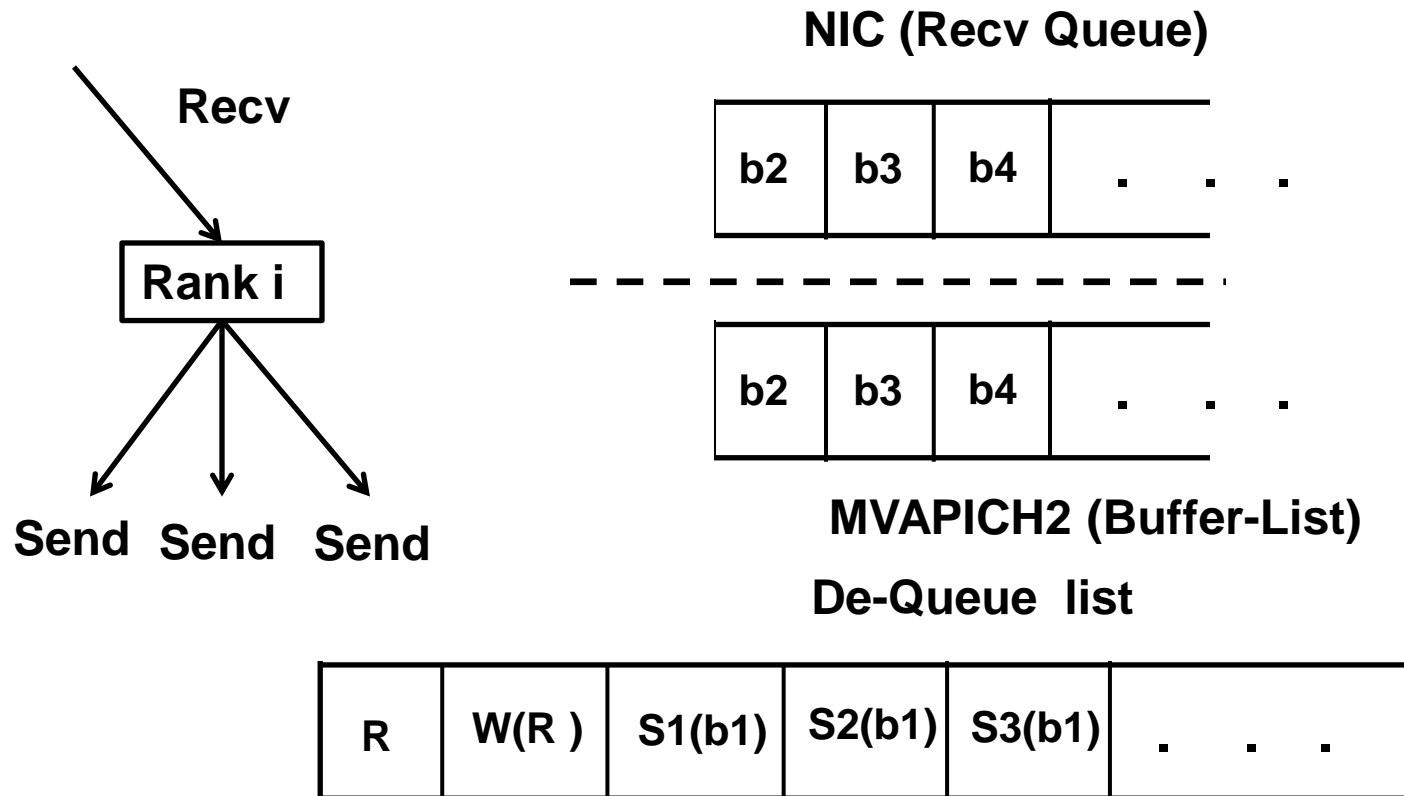 NIC (Recv Queue)
Recv
b2 b3 b4 . . .
Rank i
b2 b3 b4 . . .
Send Send Send
MVAPICH2 (Buffer-List)
De-Queue list
R W(R ) S1(b1) S2(b1) S3(b1) . . .